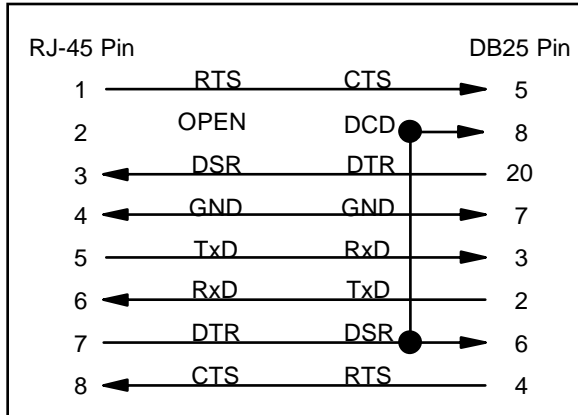 RJ-45 Pin DB25 Pin
1 RTS CTS 5
2 OPEN DCD 8
3 DSR DTR 20
4 GND GND 7
5 TxD RxD 3
6 RxD TxD 2
7 DTR DSR 6
8 CTS RTS 4